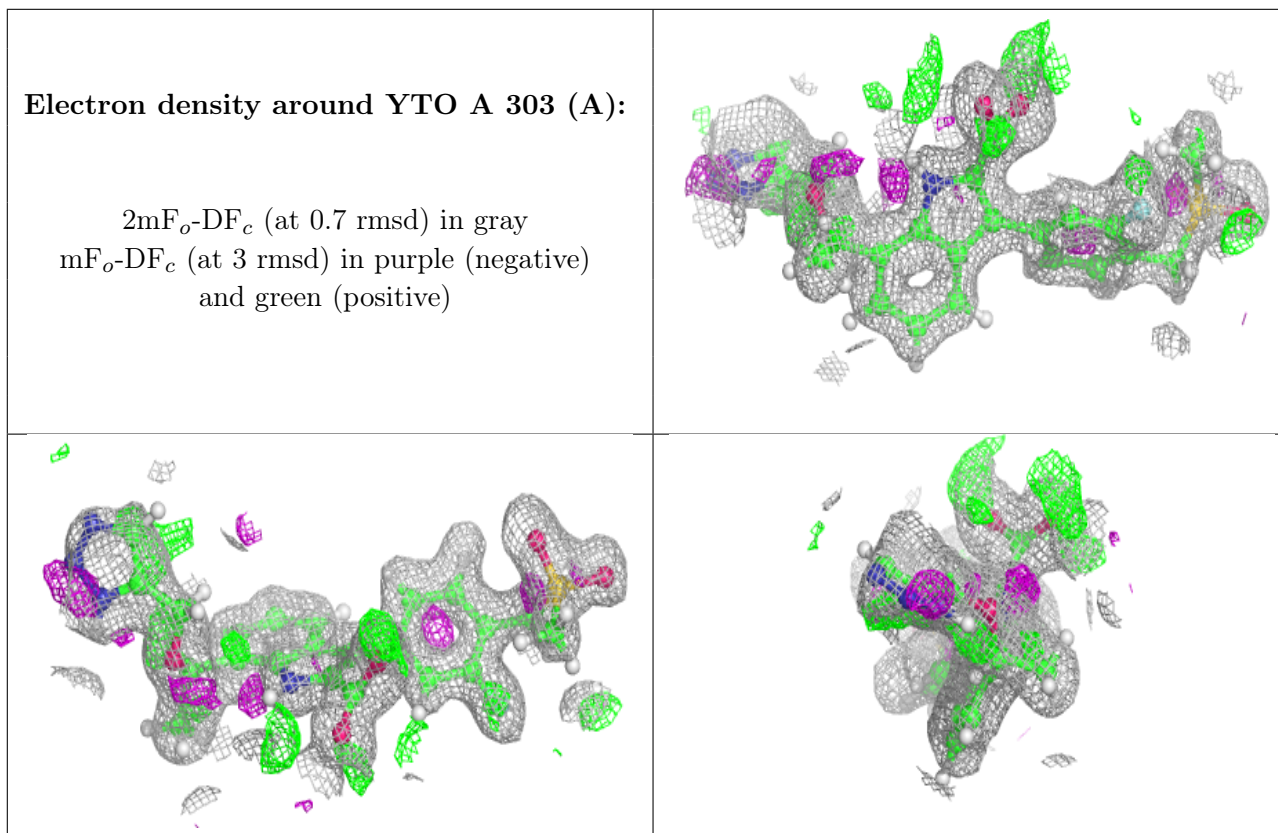 Electron density around YTO A 303 (A):
2mFo-DFc (at 0.7 rmsd) in gray
mFo-DFc (at 3 rmsd) in purple (negative)
and green (positive)